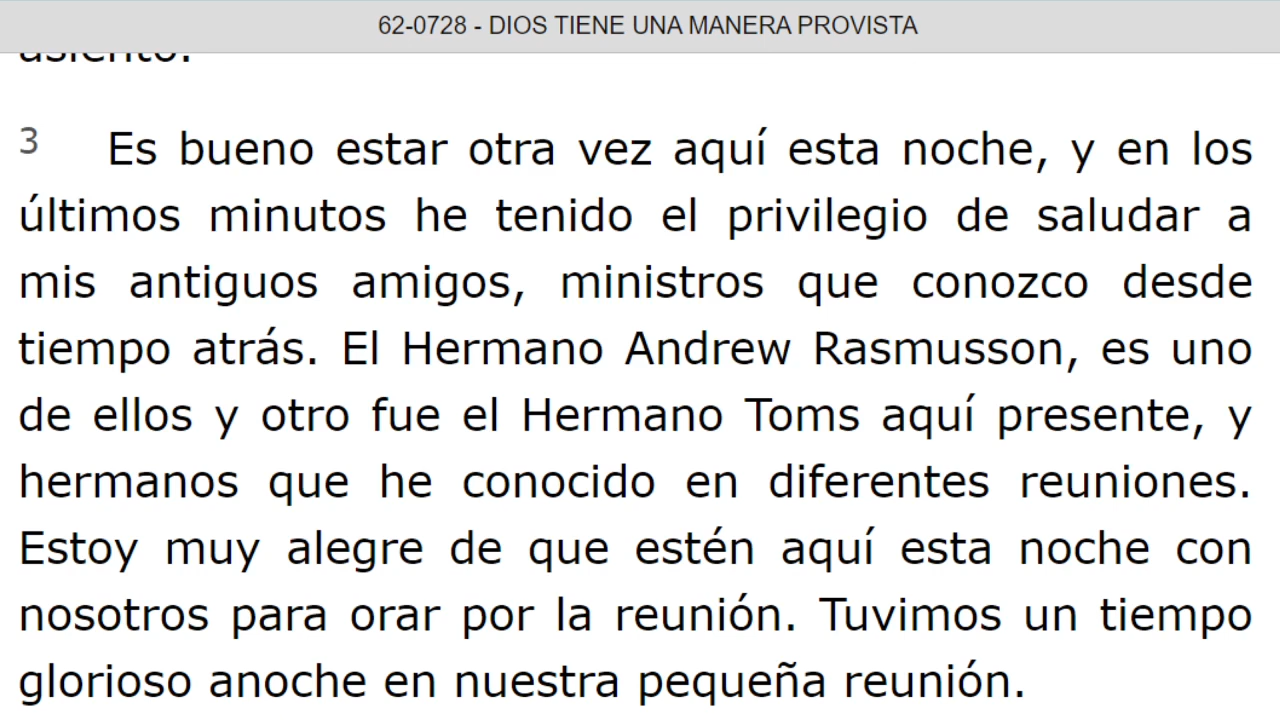 62-0728 - DIOS TIENE UNA MANERA PROVISTA
asiento.
3 Es bueno estar otra vez aquí esta noche, y en los
últimos minutos he tenido el privilegio de saludar a
mis antiguos amigos, ministros que conozco desde
tiempo atrás. El Hermano Andrew Rasmusson, es uno
de ellos y otro fue el Hermano Toms aquí presente, y
hermanos que he conocido en diferentes reuniones.
Estoy muy alegre de que estén aquí esta noche con
nosotros para orar por la reunión. Tuvimos un tiempo
glorioso anoche en nuestra pequeña reunión.